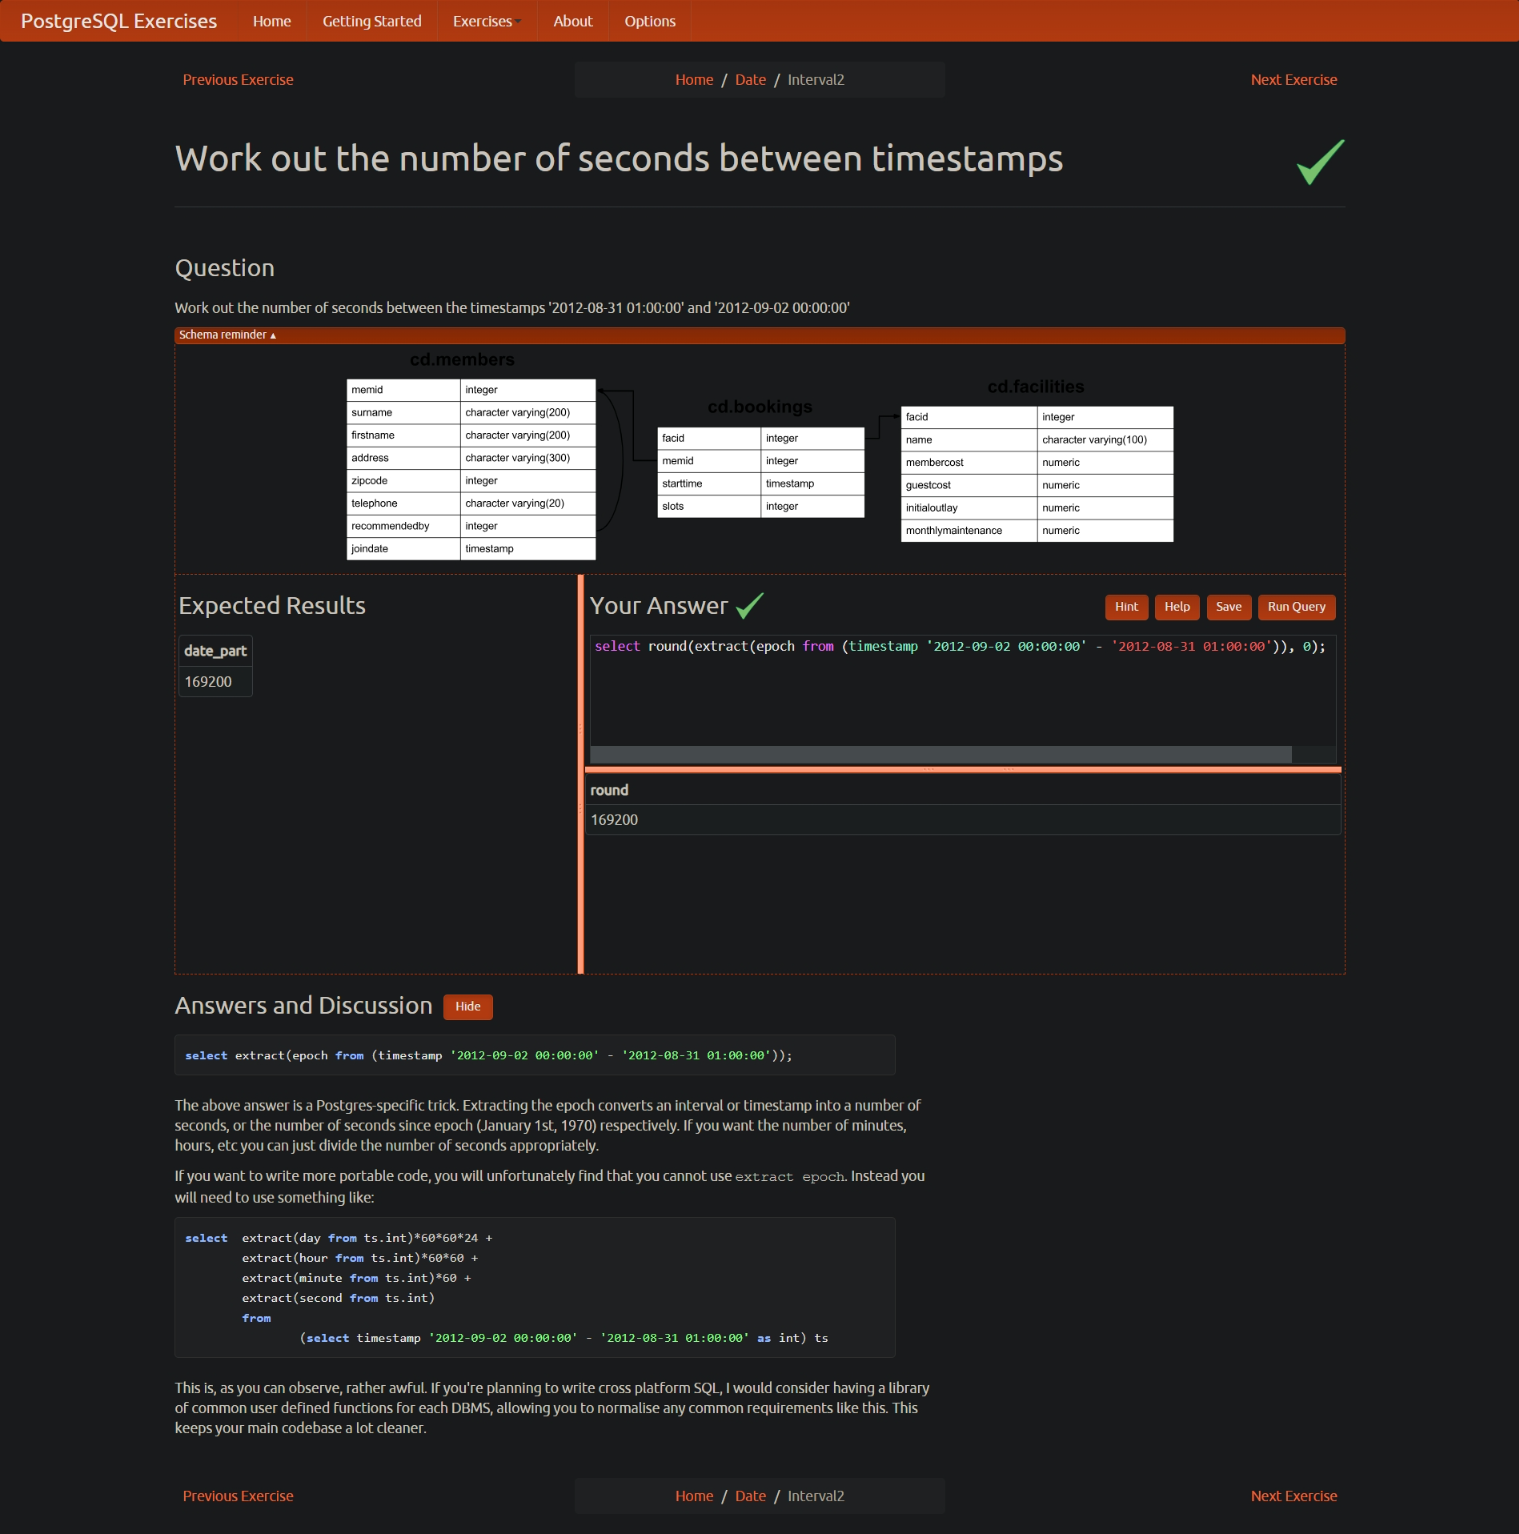 PostgreSQL Exercises Home Getting Started Exercises About Options
Previous Exercise Home / Date / Interval2 Next Exercise
Work out the number of seconds between timestamps
Question
Work out the number of seconds between the timestamps '2012-08-31 01:00:00' and '2012-09-02 00:00:00'
Schema reminder ▴
cd.members
memid integer
surname character varying(200)
firstname character varying(200)
address character varying(300)
zipcode integer
telephone character varying(20)
recommendedby integer
joindate timestamp
cd.bookings
facid integer
memid integer
starttime timestamp
slots integer
cd.facilities
facid integer
name character varying(100)
membercost numeric
guestcost numeric
initialoutlay numeric
monthlymaintenance numeric
Expected Results
date_part
169200
Your Answer Hint Help Save Run Query
select round(extract(epoch from (timestamp '2012-09-02 00:00:00' - '2012-08-31 01:00:00')), 0);
round
169200
Answers and Discussion Hide
select extract(epoch from (timestamp '2012-09-02 00:00:00' - '2012-08-31 01:00:00'));
The above answer is a Postgres-specific trick. Extracting the epoch converts an interval or timestamp into a number of
seconds, or the number of seconds since epoch (January 1st, 1970) respectively. If you want the number of minutes,
hours, etc you can just divide the number of seconds appropriately.
If you want to write more portable code, you will unfortunately find that you cannot use extract epoch. Instead you
will need to use something like:
select extract(day from ts.int)*60*60*24 +
extract(hour from ts.int)*60*60 +
extract(minute from ts.int)*60 +
extract(second from ts.int)
from
(select timestamp '2012-09-02 00:00:00' - '2012-08-31 01:00:00' as int) ts
This is, as you can observe, rather awful. If you're planning to write cross platform SQL, I would consider having a library
of common user defined functions for each DBMS, allowing you to normalise any common requirements like this. This
keeps your main codebase a lot cleaner.
Previous Exercise Home / Date / Interval2 Next Exercise